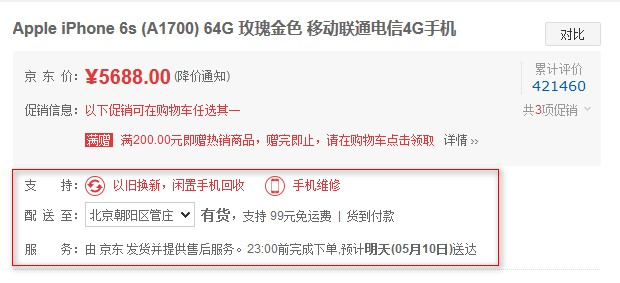 Apple iPhone 6s (A1700) 64G 玫瑰金色 移动联通电信4G手机
对比
京东价：¥5688.00(降价通知)
累计评价
421460
促销信息：以下促销可在购物车任选其一
共3项促销
满赠 满200.00元即赠热销商品，赠完即止，请在购物车点击领取 详情 ››
支持：以旧换新，闲置手机回收 手机维修
配送至：北京朝阳区管庄 有货，支持 99元免运费 | 货到付款
服务：由 京东 发货并提供售后服务。23:00前完成下单,预计明天(05月10日)送达